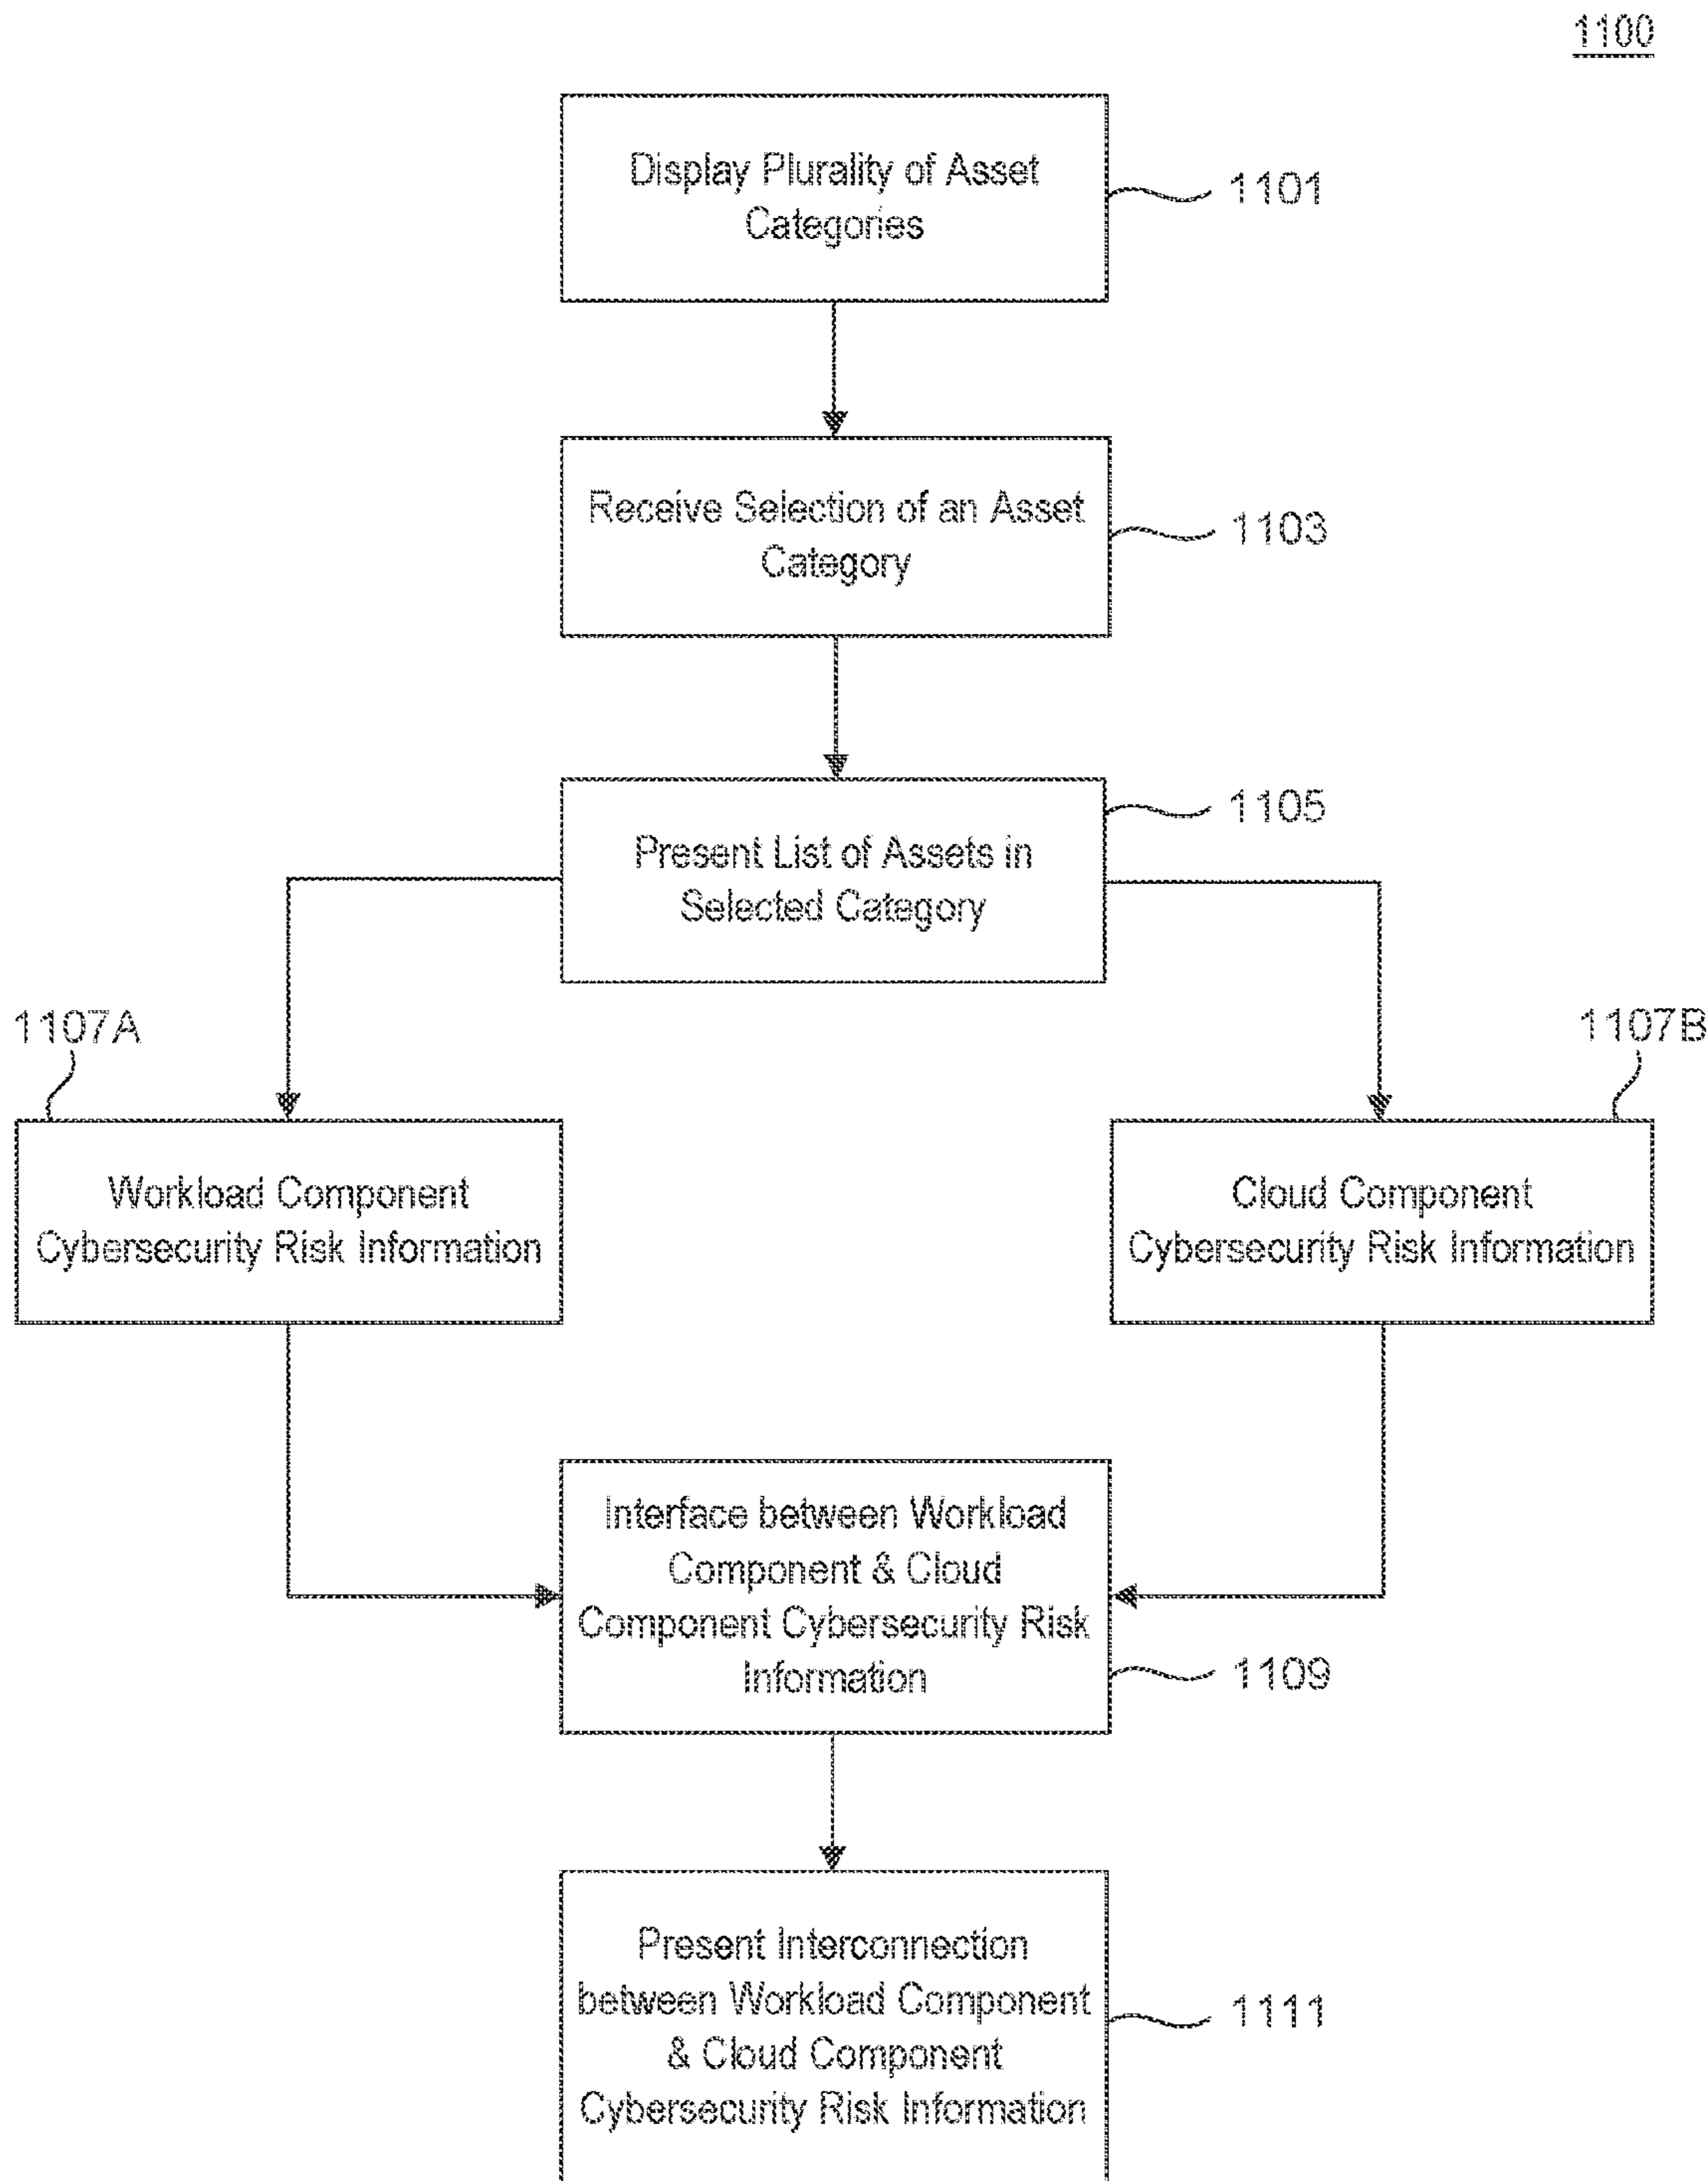 1100
Display Plurality of Asset
Categories
1101
Receive Selection of an Asset
Category
1103
1105
Present List of Assets in
Selected Category
1107A
1107B
Workload Component
Cybersecurity Risk Information
Cloud Component
Cybersecurity Risk Information
Interface between Workload
Component & Cloud
Component Cybersecurity Risk
Information
1109
Present Interconnection
between Workload Component
& Cloud Component
Cybersecurity Risk Information
1111